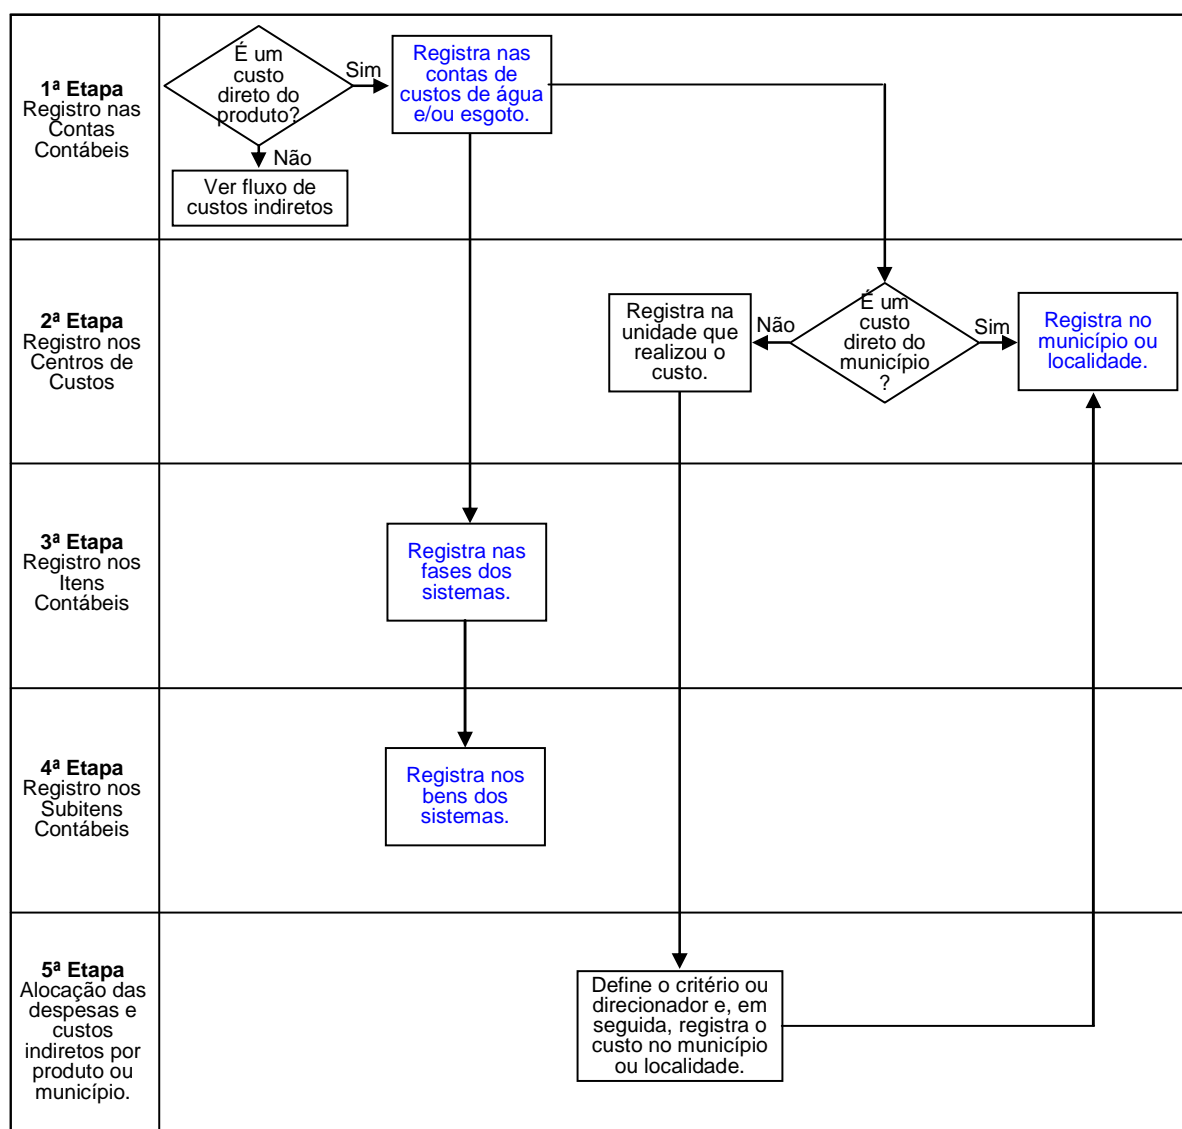 1ª Etapa
Registro nas
Contas
Contábeis
É um
custo
direto do
produto?
Sim
Registra nas
contas de
custos de água
e/ou esgoto.
Não
Ver fluxo de
custos indiretos
2ª Etapa
Registro nos
Centros de
Custos
Registra na
unidade que
realizou o
custo.
Não
É um
custo
direto do
município
?
Sim
Registra no
município ou
localidade.
3ª Etapa
Registro nos
Itens
Contábeis
Registra nas
fases dos
sistemas.
4ª Etapa
Registro nos
Subitens
Contábeis
Registra nos
bens dos
sistemas.
5ª Etapa
Alocação das
despesas e
custos
indiretos por
produto ou
município.
Define o critério ou
direcionador e, em
seguida, registra o
custo no município
ou localidade.